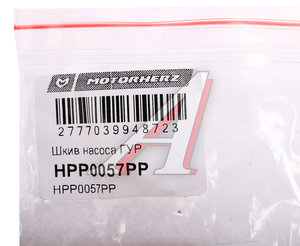 MOTORHERZ
2777039948723
Шкив насоса ГУР
HPP0057PP
HPP0057PP